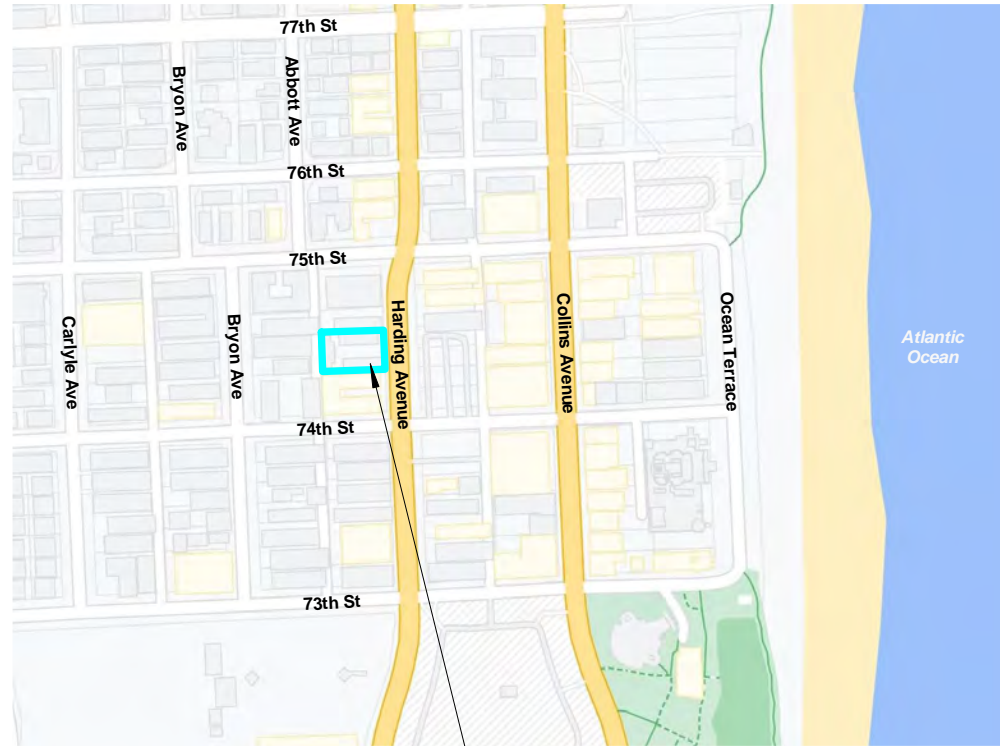 77th St
Abbott Ave
Bryon Ave
76th St
75th St
Carlyle Ave
Bryon Ave
Harding Avenue
Collins Avenue
Ocean Terrace
Atlantic
Ocean
74th St
73th St